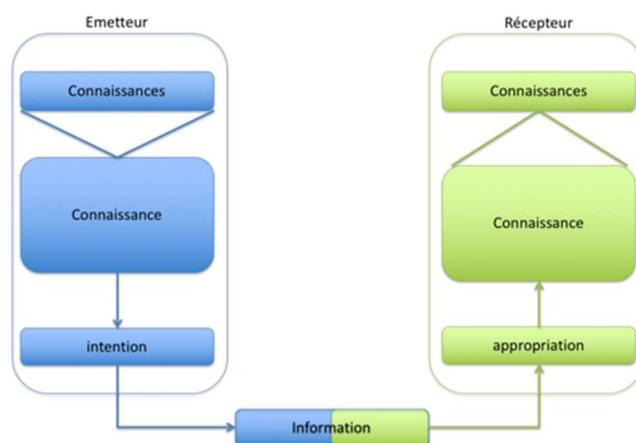 Emetteur
Récepteur
Connaissances
Connaissances
Connaissance
Connaissance
intention
appropriation
Information